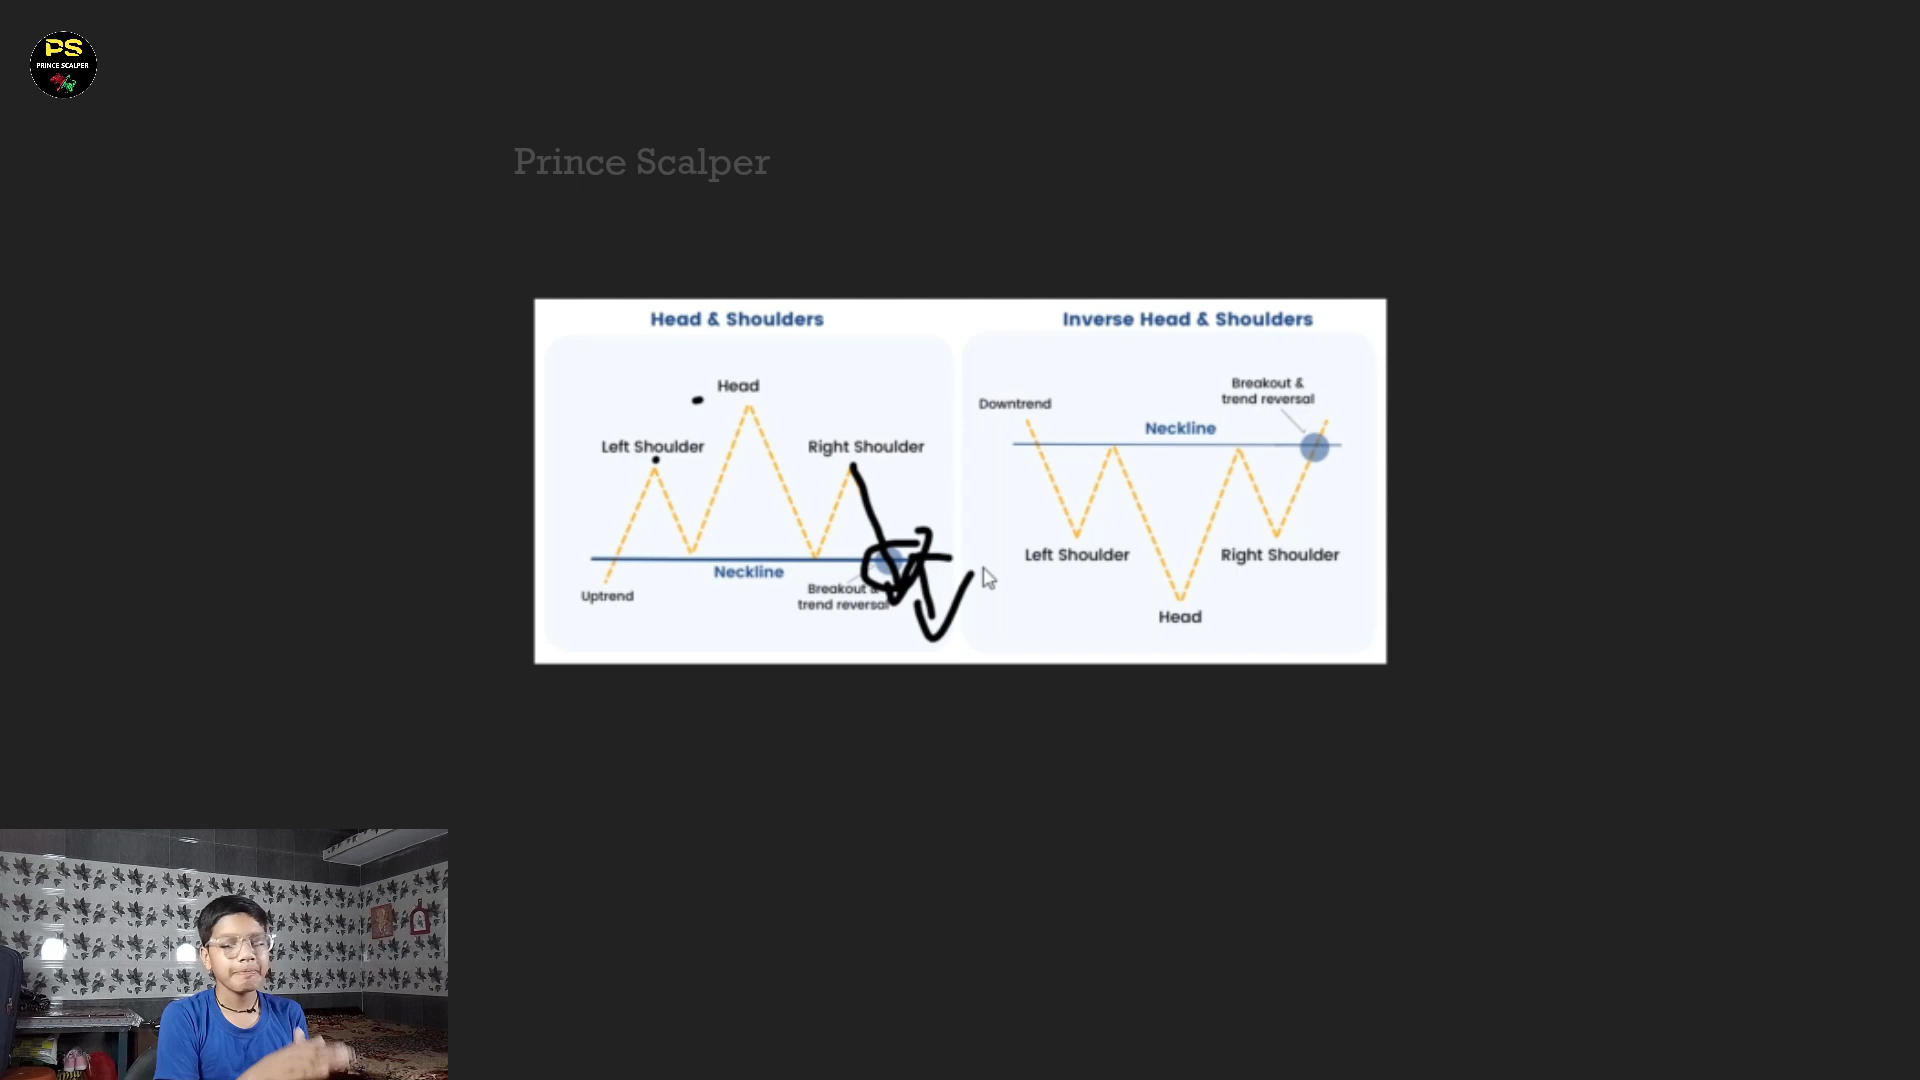 PS
PRINCE SCALPER
Prince Scalper
Head & Shoulders
Head
Left Shoulder
Right Shoulder
Neckline
Breakout &
trend reversal
Uptrend
Inverse Head & Shoulders
Downtrend
Breakout &
trend reversal
Neckline
Left Shoulder
Right Shoulder
Head